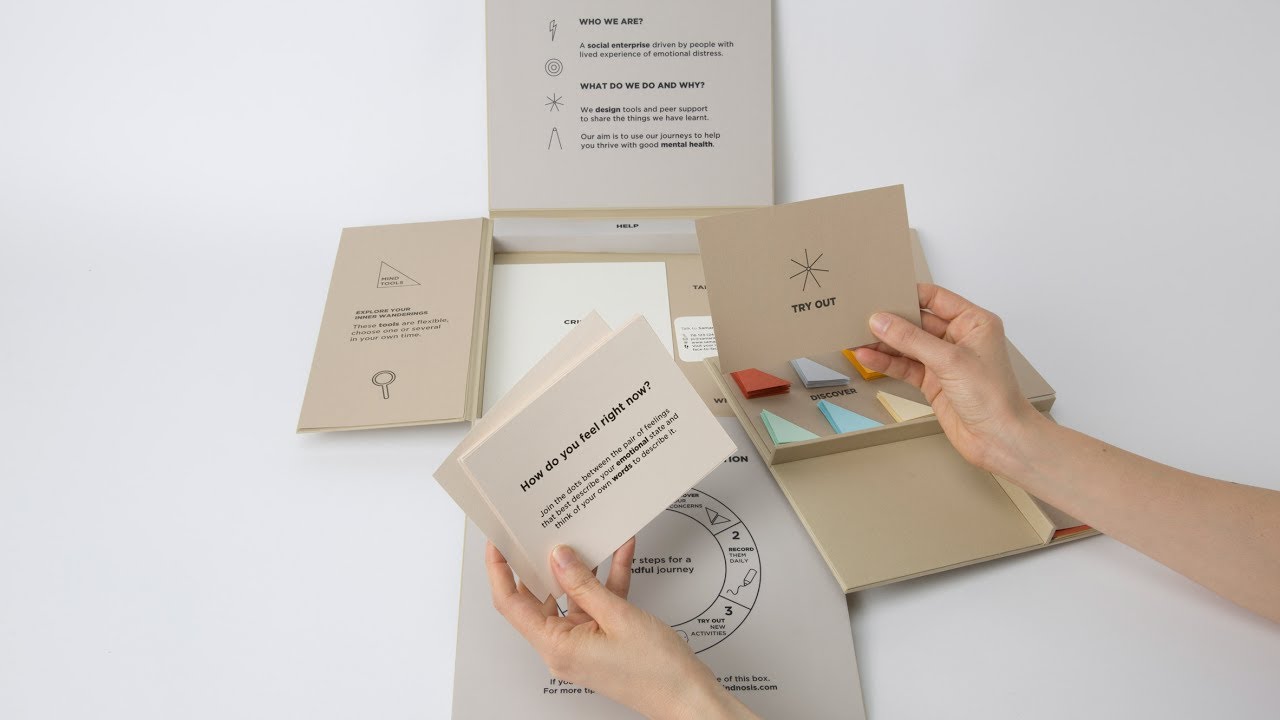 WHO WE ARE?
A social enterprise driven by people with
lived experience of emotional distress.
WHAT DO WE DO AND WHY?
We design tools and peer support
to share the things we have learnt.
Our aim is to use our journeys to help
you thrive with good mental health.
HELP
MIND
TOOLS
EXPLORE YOUR
INNER WANDERINGS
These tools are flexible,
choose one or several
in your own time.
TRY OUT
DISCOVER
How do you feel right now?
Join the dots between the pair of feelings
that best describe your emotional state and
think of your own words to describe it.
CONCERNS
2
RECORD
THEM
DAILY
3
TRY OUT
NEW
ACTIVITIES
steps for a
journey
If you
of this box.
For more